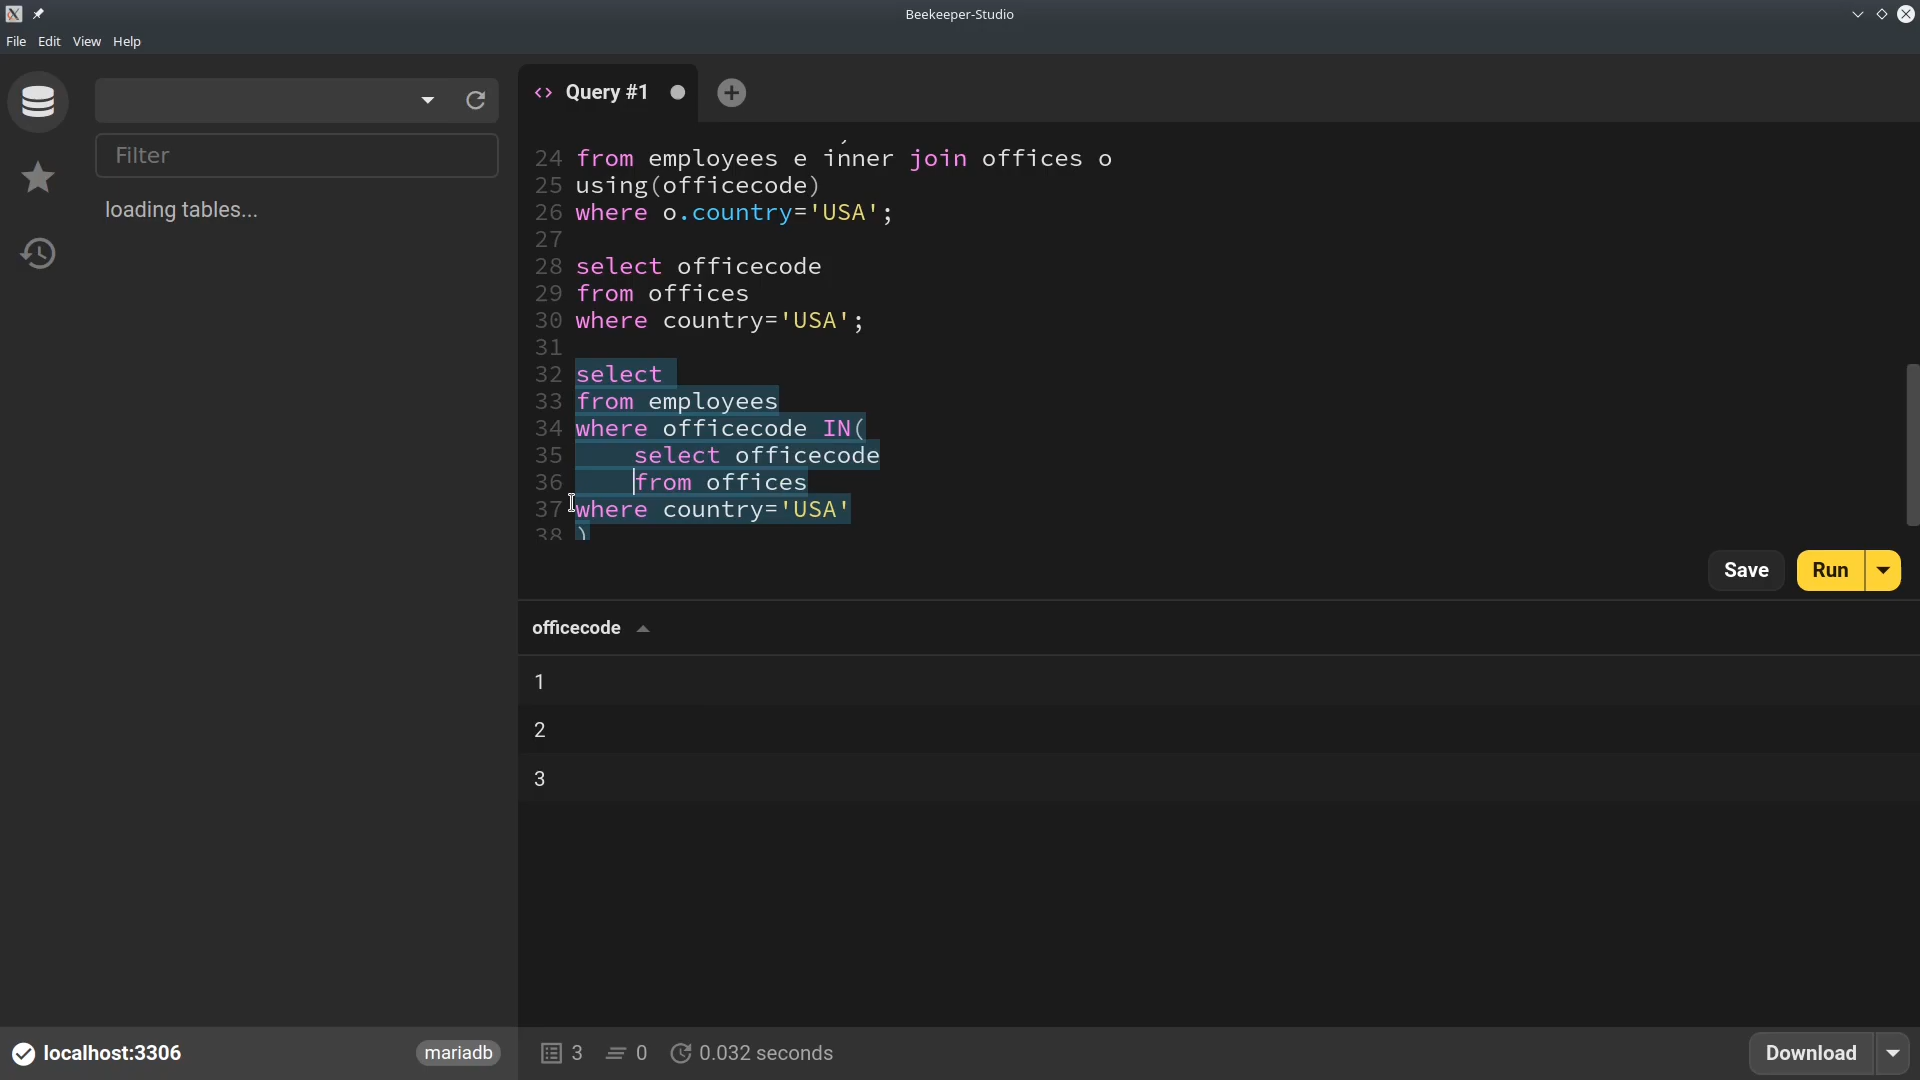 Beekeeper-Studio
File Edit View Help
Query #1
Filter
loading tables...
24 from employees e inner join offices o
25 using(officecode)
26 where o.country='USA';
27
28 select officecode
29 from offices
30 where country='USA';
31
32 select
33 from employees
34 where officecode IN(
35 select officecode
36 from offices
37 where country='USA'
38 )
Save Run
officecode
1
2
3
localhost:3306 mariadb 3 0 0.032 seconds Download